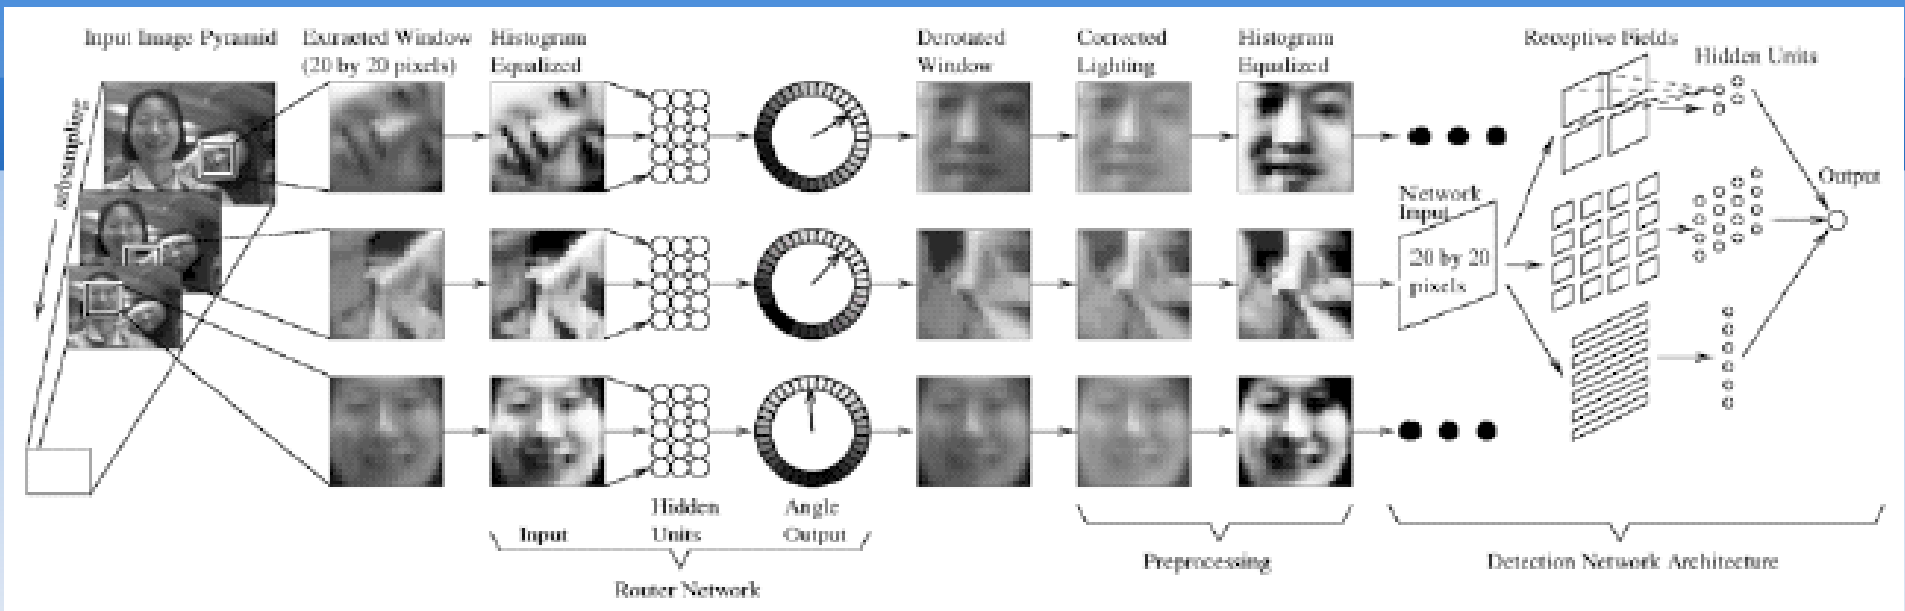 Input Image Pyramid
Extracted Window
(20 by 20 pixels)
Histogram
Equalized
Derotated
Window
Corrected
Lighting
Histogram
Equalized
Receptive Fields
Hidden Units
subsampling
Network
Input
20 by 20
pixels
Output
Input
Hidden
Units
Angle
Output
Router Network
Preprocessing
Detection Network Architecture